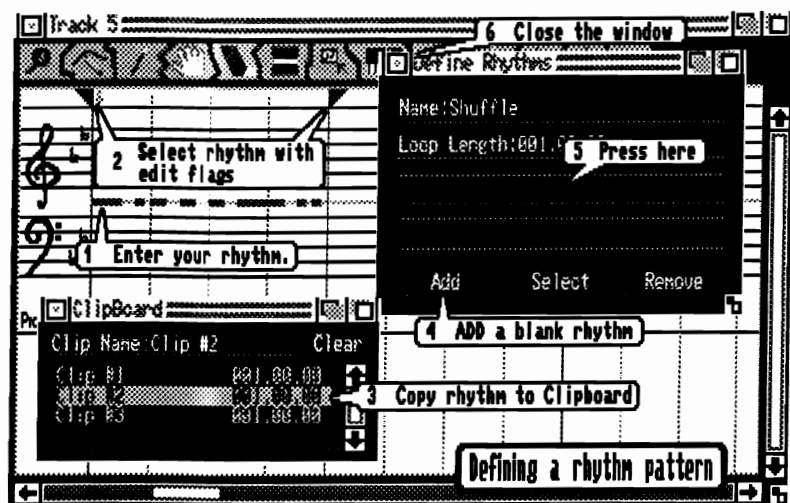 Track 5
6 Close the window
Define Rhythms
Name:Shuffle
Loop Length:001.
5 Press here
2 Select rhythm with
edit flags
1 Enter your rhythm.
Add Select Remove
ClipBoard
4 ADD a blank rhythm
Clip Name:Clip #2 Clear
Clip #1 001.00.00
Clip #2 001.00.00
Clip #3 001.00.00
3 Copy rhythm to Clipboard
Defining a rhythm pattern